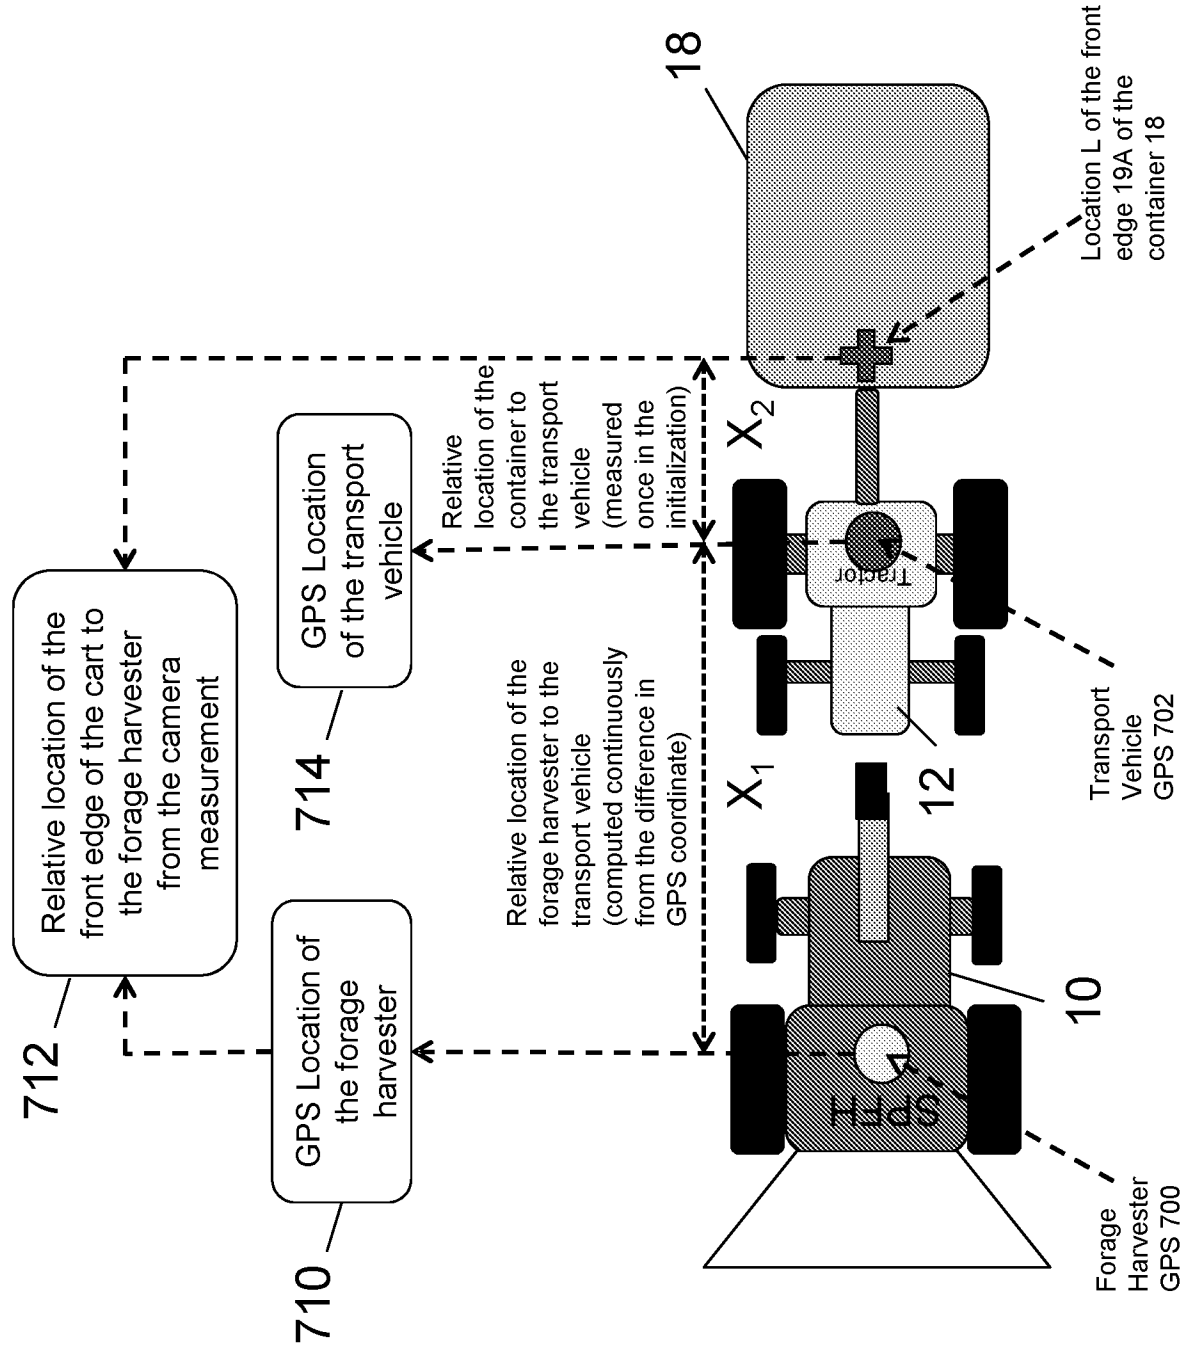 712
Relative location of the
front edge of the cart to
the forage harvester
from the camera
measurement
710
GPS Location of
the forage
harvester
714
GPS Location
of the transport
vehicle
Relative location of the
forage harvester to the
transport vehicle
(computed continuously
from the difference in
GPS coordinate)
Relative
location of the
container to
the transport
vehicle
(measured
once in the
initialization)
X1
X2
18
SPFH
Tractor
10
12
Forage
Harvester
GPS 700
Transport
Vehicle
GPS 702
Location L of the front
edge 19A of the
container 18